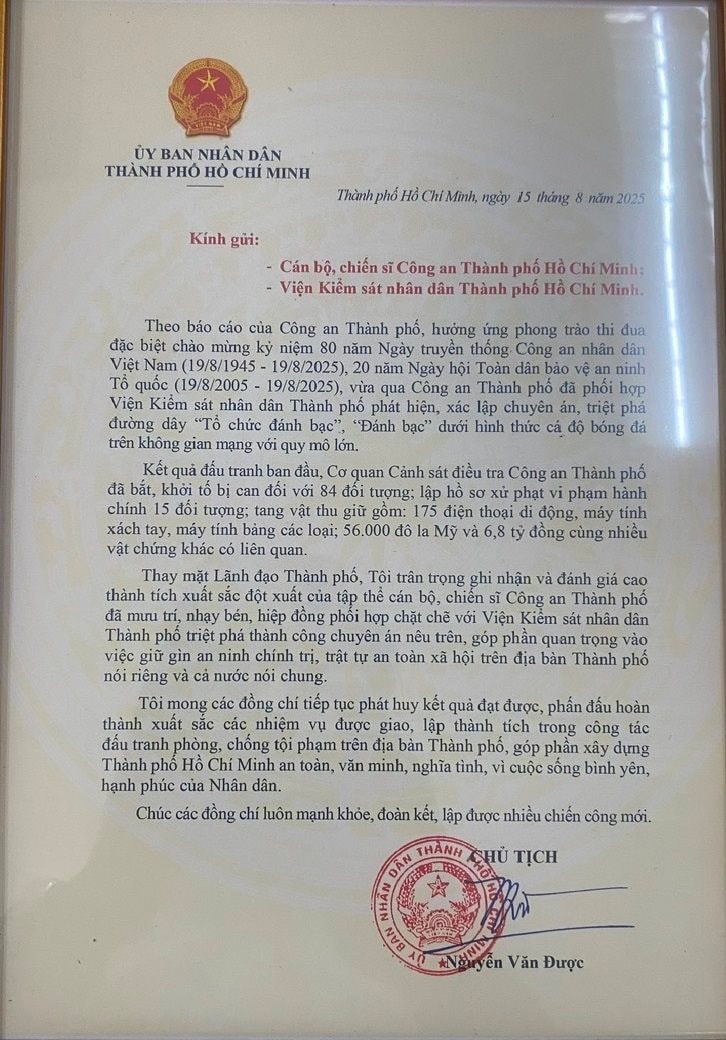 ỦY BAN NHÂN DÂN
THÀNH PHỐ HỒ CHÍ MINH
Thành phố Hồ Chí Minh, ngày 15 tháng 8 năm 2025
Kính gửi:
- Cán bộ, chiến sĩ Công an Thành phố Hồ Chí Minh;
- Viện Kiểm sát nhân dân Thành phố Hồ Chí Minh.
Theo báo cáo của Công an Thành phố, hưởng ứng phong trào thi đua
đặc biệt chào mừng kỷ niệm 80 năm Ngày truyền thống Công an nhân dân
Việt Nam (19/8/1945 - 19/8/2025), 20 năm Ngày hội Toàn dân bảo vệ an ninh
Tổ quốc (19/8/2005 - 19/8/2025), vừa qua Công an Thành phố đã phối hợp
Viện Kiểm sát nhân dân Thành phố phát hiện, xác lập chuyên án, triệt phá
đường dây “Tổ chức đánh bạc”, “Đánh bạc” dưới hình thức cá độ bóng đá
trên không gian mạng với quy mô lớn.
Kết quả đấu tranh ban đầu, Cơ quan Cảnh sát điều tra Công an Thành phố
đã bắt, khởi tố bị can đối với 84 đối tượng; lập hồ sơ xử phạt vi phạm hành
chính 15 đối tượng; tang vật thu giữ gồm: 175 điện thoại di động, máy tính
xách tay, máy tính bảng các loại; 56.000 đô la Mỹ và 6,8 tỷ đồng cùng nhiều
vật chứng khác có liên quan.
Thay mặt Lãnh đạo Thành phố, Tôi trân trọng ghi nhận và đánh giá cao
thành tích xuất sắc đột xuất của tập thể cán bộ, chiến sĩ Công an Thành phố
đã mưu trí, nhạy bén, hiệp đồng phối hợp chặt chẽ với Viện Kiểm sát nhân dân
Thành phố triệt phá thành công chuyên án nêu trên, góp phần quan trọng vào
việc giữ gìn an ninh chính trị, trật tự an toàn xã hội trên địa bàn Thành phố
nói riêng và cả nước nói chung.
Tôi mong các đồng chí tiếp tục phát huy kết quả đạt được, phấn đấu hoàn
thành xuất sắc các nhiệm vụ được giao, lập thành tích trong công tác
đấu tranh phòng, chống tội phạm trên địa bàn Thành phố, góp phần xây dựng
Thành phố Hồ Chí Minh an toàn, văn minh, nghĩa tình, vì cuộc sống bình yên,
hạnh phúc của Nhân dân.
Chúc các đồng chí luôn mạnh khỏe, đoàn kết, lập được nhiều chiến công mới.
CHỦ TỊCH
ỦY BAN NHÂN DÂN THÀNH PHỐ HỒ CHÍ MINH
Nguyễn Văn Được